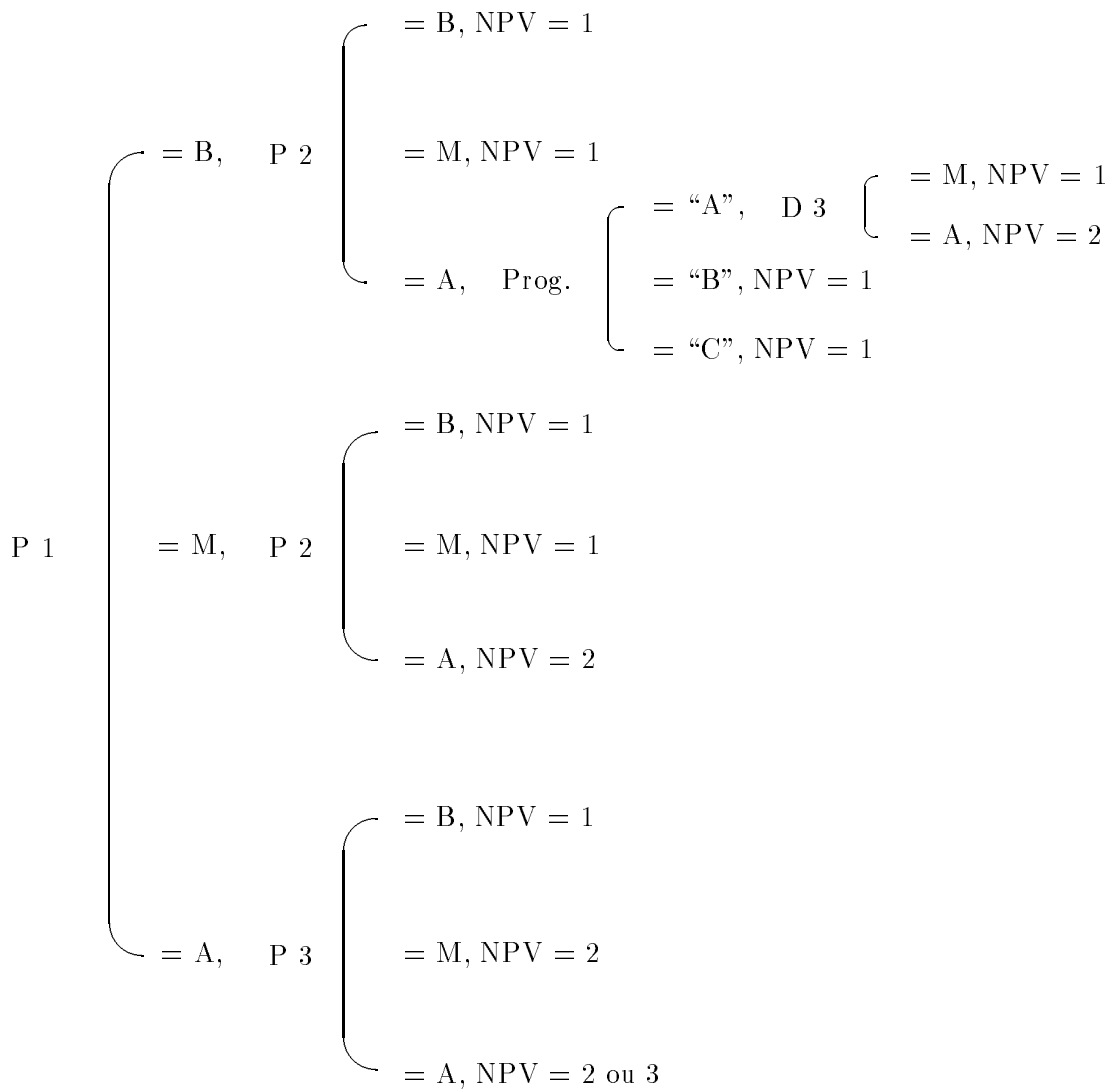 = B, NPV = 1
= B, P 2 = M, NPV = 1
= M, NPV = 1
= “A”, D 3
= A, NPV = 2
= A, Prog. = “B”, NPV = 1
= “C”, NPV = 1
= B, NPV = 1
P 1 = M, P 2 = M, NPV = 1
= A, NPV = 2
= B, NPV = 1
= A, P 3 = M, NPV = 2
= A, NPV = 2 ou 3